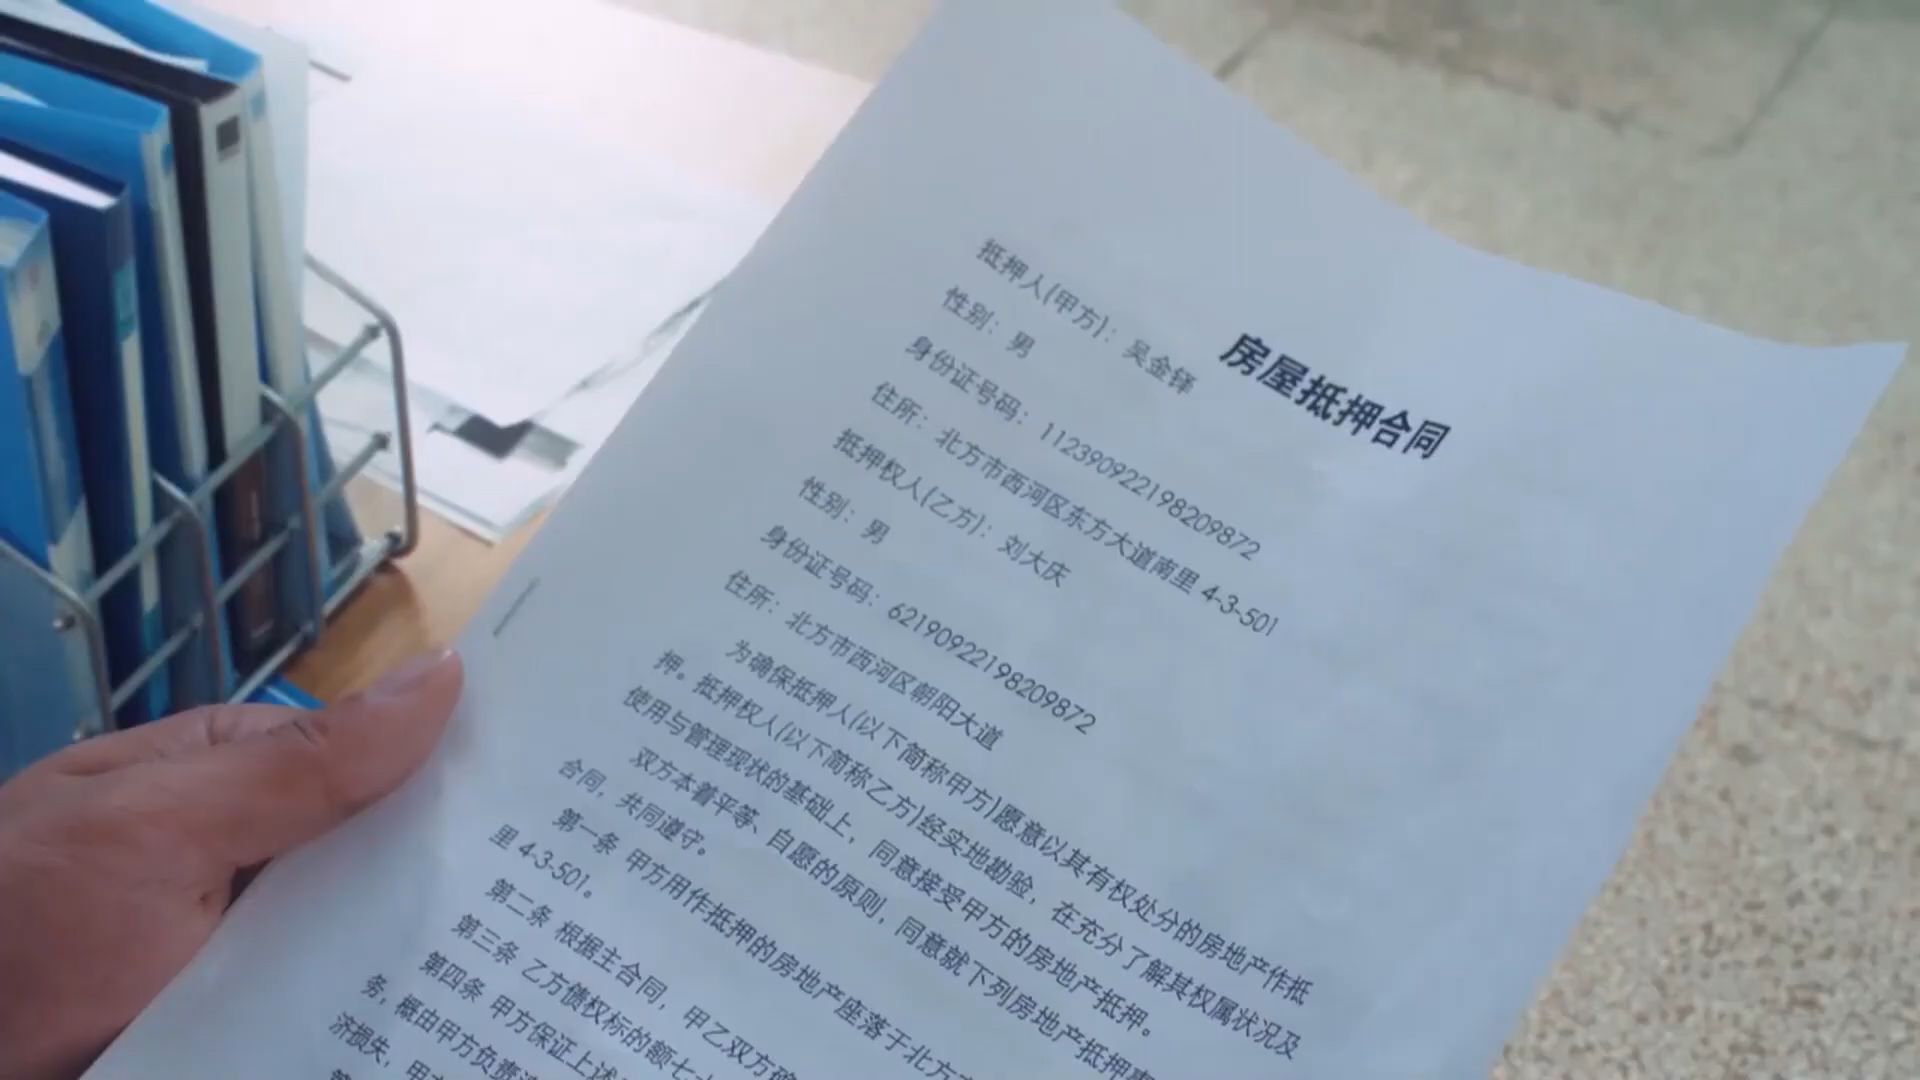 房屋抵押合同
抵押人(甲方)：吴金铎
性别：男
身份证号码：112390922198209872
住所：北方市西河区东方大道南里 4-3-501
抵押权人(乙方)：刘大庆
性别：男
身份证号码：62190922198209872
住所：北方市西河区朝阳大道
为确保抵押人(以下简称甲方)愿意以其有权处分的房地产作抵
押。抵押权人(以下简称乙方)经实地勘验，在充分了解其权属状况及
使用与管理现状的基础上，同意接受甲方的房地产抵押。
双方本着平等、自愿的原则，同意就下列房地产抵押
合同，共同遵守。
第一条 甲方用作抵押的房地产座落于北方
里 4-3-501。
第二条 根据主合同，甲乙双方确
第三条 乙方债权标的额七
第四条 甲方保证上述
务，概由甲方负责
济损失，甲